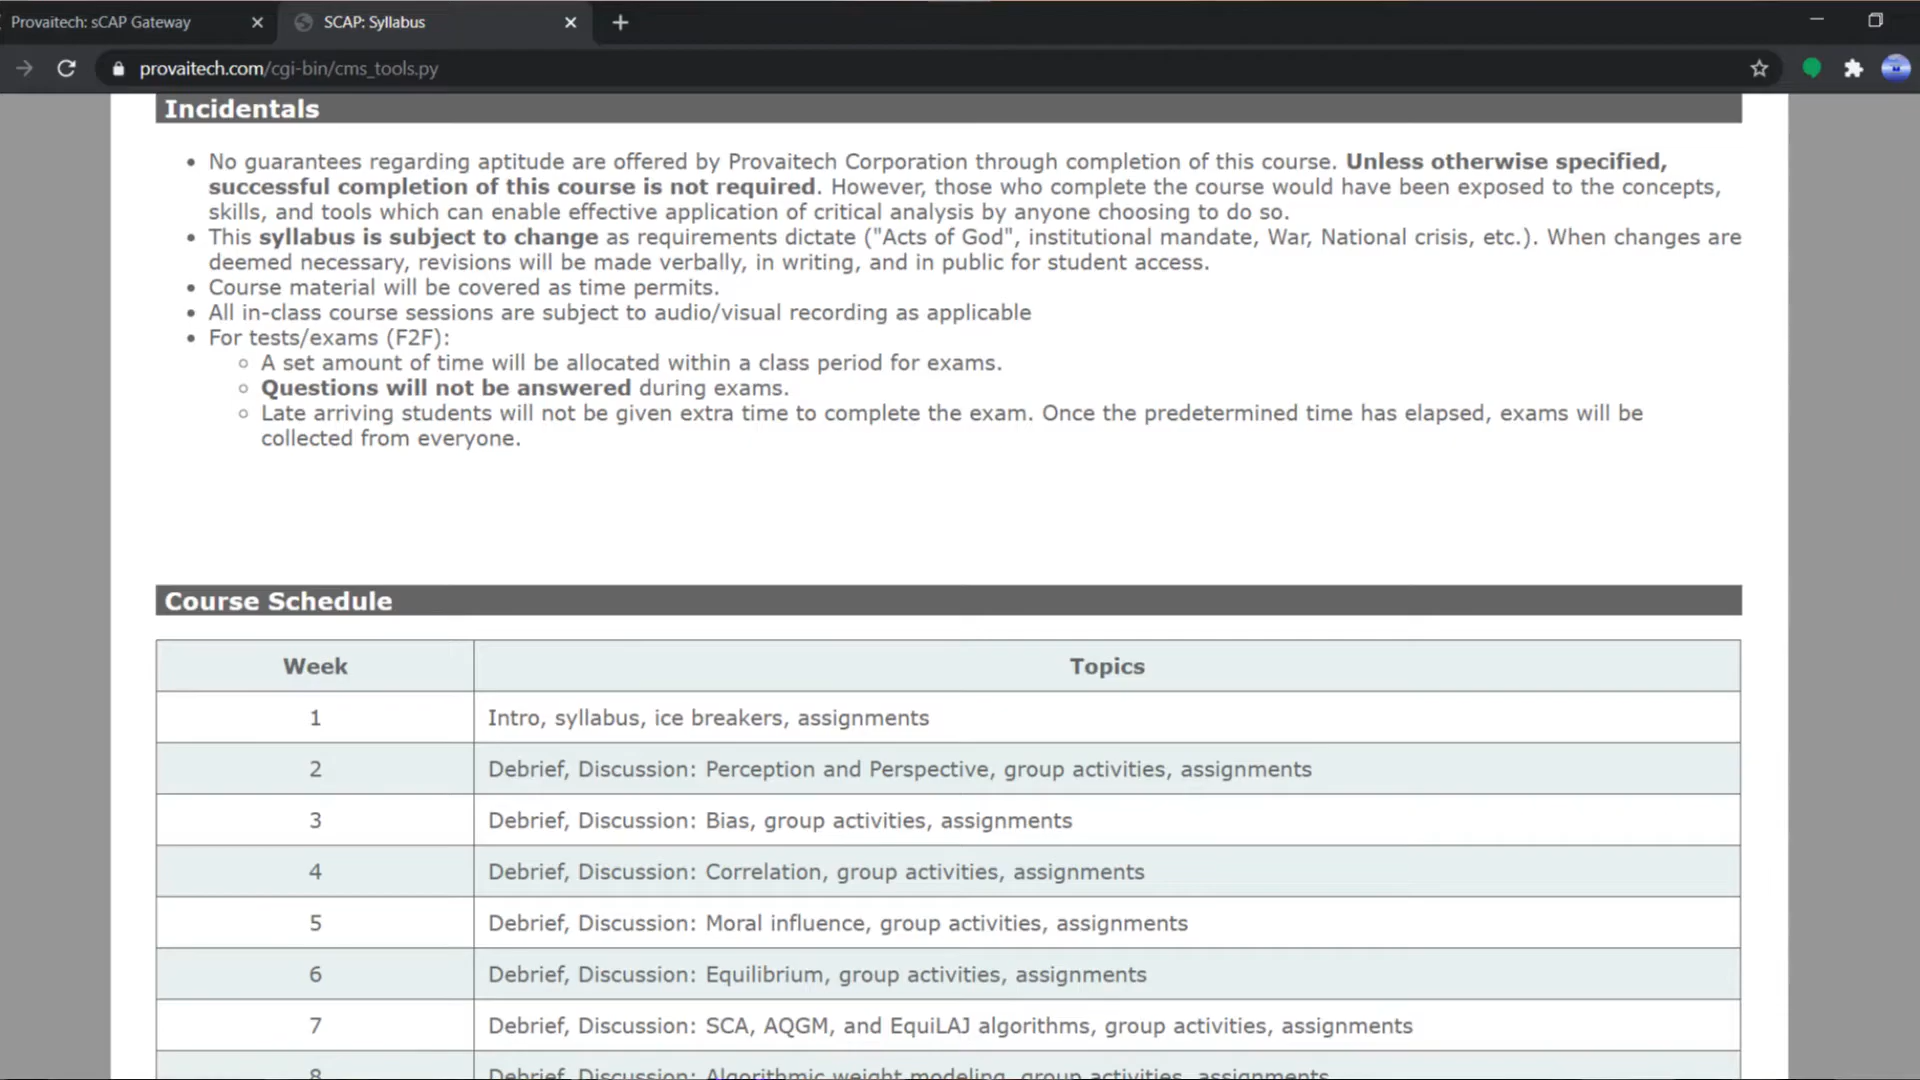 Provaitech: sCAP Gateway
SCAP: Syllabus
provaitech.com/cgi-bin/cms_tools.py
Incidentals
No guarantees regarding aptitude are offered by Provaitech Corporation through completion of this course. Unless otherwise specified,
successful completion of this course is not required. However, those who complete the course would have been exposed to the concepts,
skills, and tools which can enable effective application of critical analysis by anyone choosing to do so.
This syllabus is subject to change as requirements dictate ("Acts of God", institutional mandate, War, National crisis, etc.). When changes are
deemed necessary, revisions will be made verbally, in writing, and in public for student access.
Course material will be covered as time permits.
All in-class course sessions are subject to audio/visual recording as applicable
For tests/exams (F2F):
A set amount of time will be allocated within a class period for exams.
Questions will not be answered during exams.
Late arriving students will not be given extra time to complete the exam. Once the predetermined time has elapsed, exams will be
collected from everyone.
Course Schedule
Week Topics
1 Intro, syllabus, ice breakers, assignments
2 Debrief, Discussion: Perception and Perspective, group activities, assignments
3 Debrief, Discussion: Bias, group activities, assignments
4 Debrief, Discussion: Correlation, group activities, assignments
5 Debrief, Discussion: Moral influence, group activities, assignments
6 Debrief, Discussion: Equilibrium, group activities, assignments
7 Debrief, Discussion: SCA, AQGM, and EquiLAJ algorithms, group activities, assignments
8 Debrief, Discussion: Algorithmic weight modeling, group activities, assignments